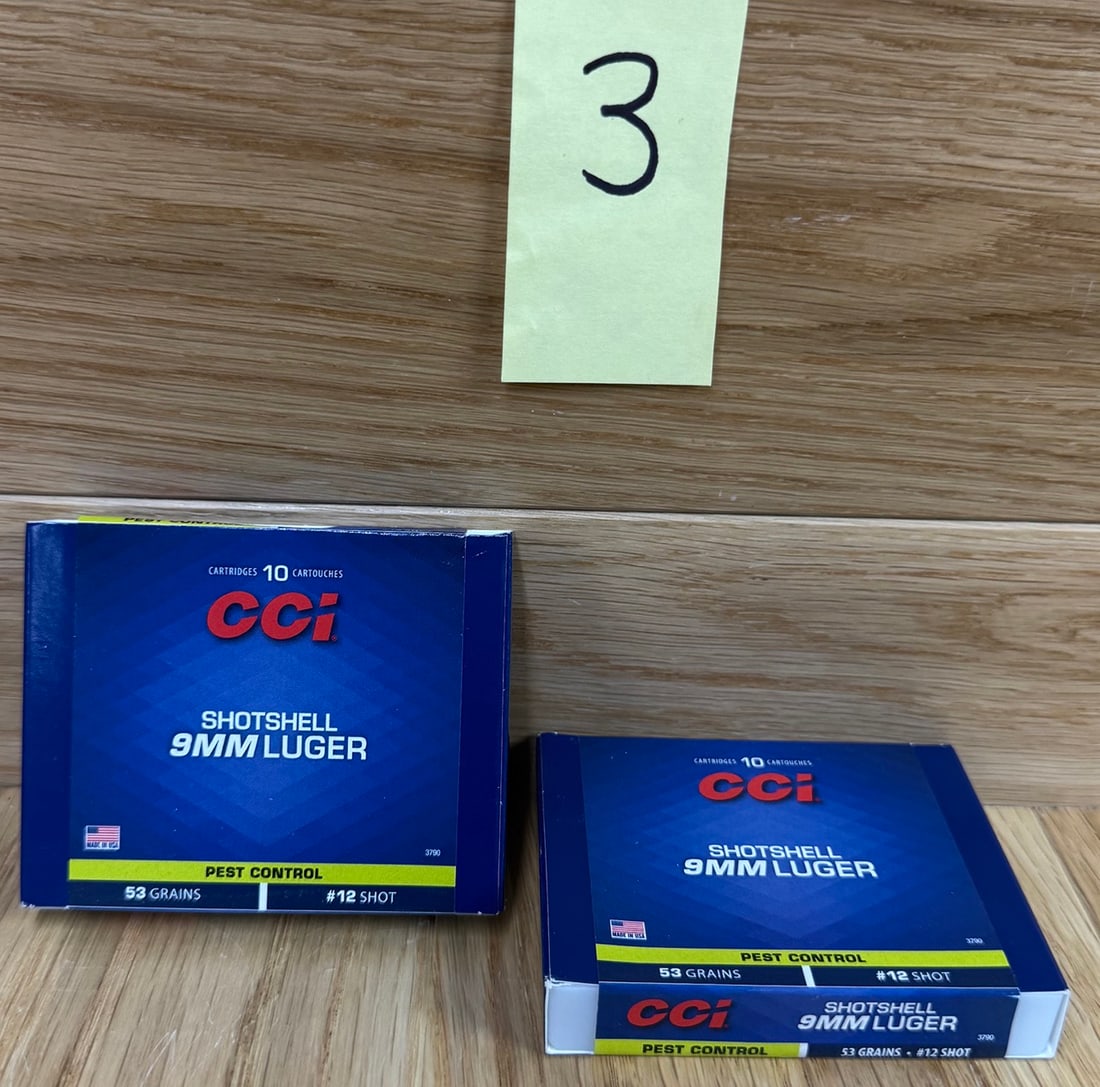 3
PEST CONTROL
CARTRIDGES 10 CARTOUCHES
CCI
SHOTSHELL
9MM LUGER
MADE IN USA
3790
PEST CONTROL
53 GRAINS
#12 SHOT
CARTRIDGES 10 CARTOUCHES
CCI
SHOTSHELL
9MM LUGER
MADE IN USA
3790
PEST CONTROL
53 GRAINS
#12 SHOT
CCI
SHOTSHELL
9MM LUGER
3790
PEST CONTROL
53 GRAINS • #12 SHOT